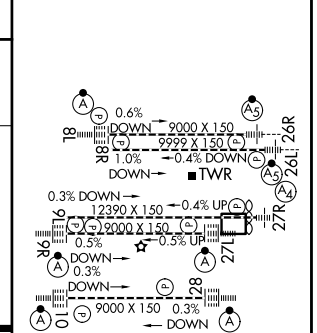 A
P
0.6%
DOWN →
9000 X 150
A5
8L
8R
P
9999 X 150
P
26R
26L
1.0%
DOWN →
←0.4% DOWN
P
A5
TWR
A4
0.3% DOWN →
←0.4% UP
P
12390 X 150
27R
9L
P
P
9000 X 150
P
9R
0.5%
DOWN →
←0.5% UP
27L
A
A
0.3%
DOWN →
P
28
10
P
9000 X 150
0.3%
← DOWN
A
A